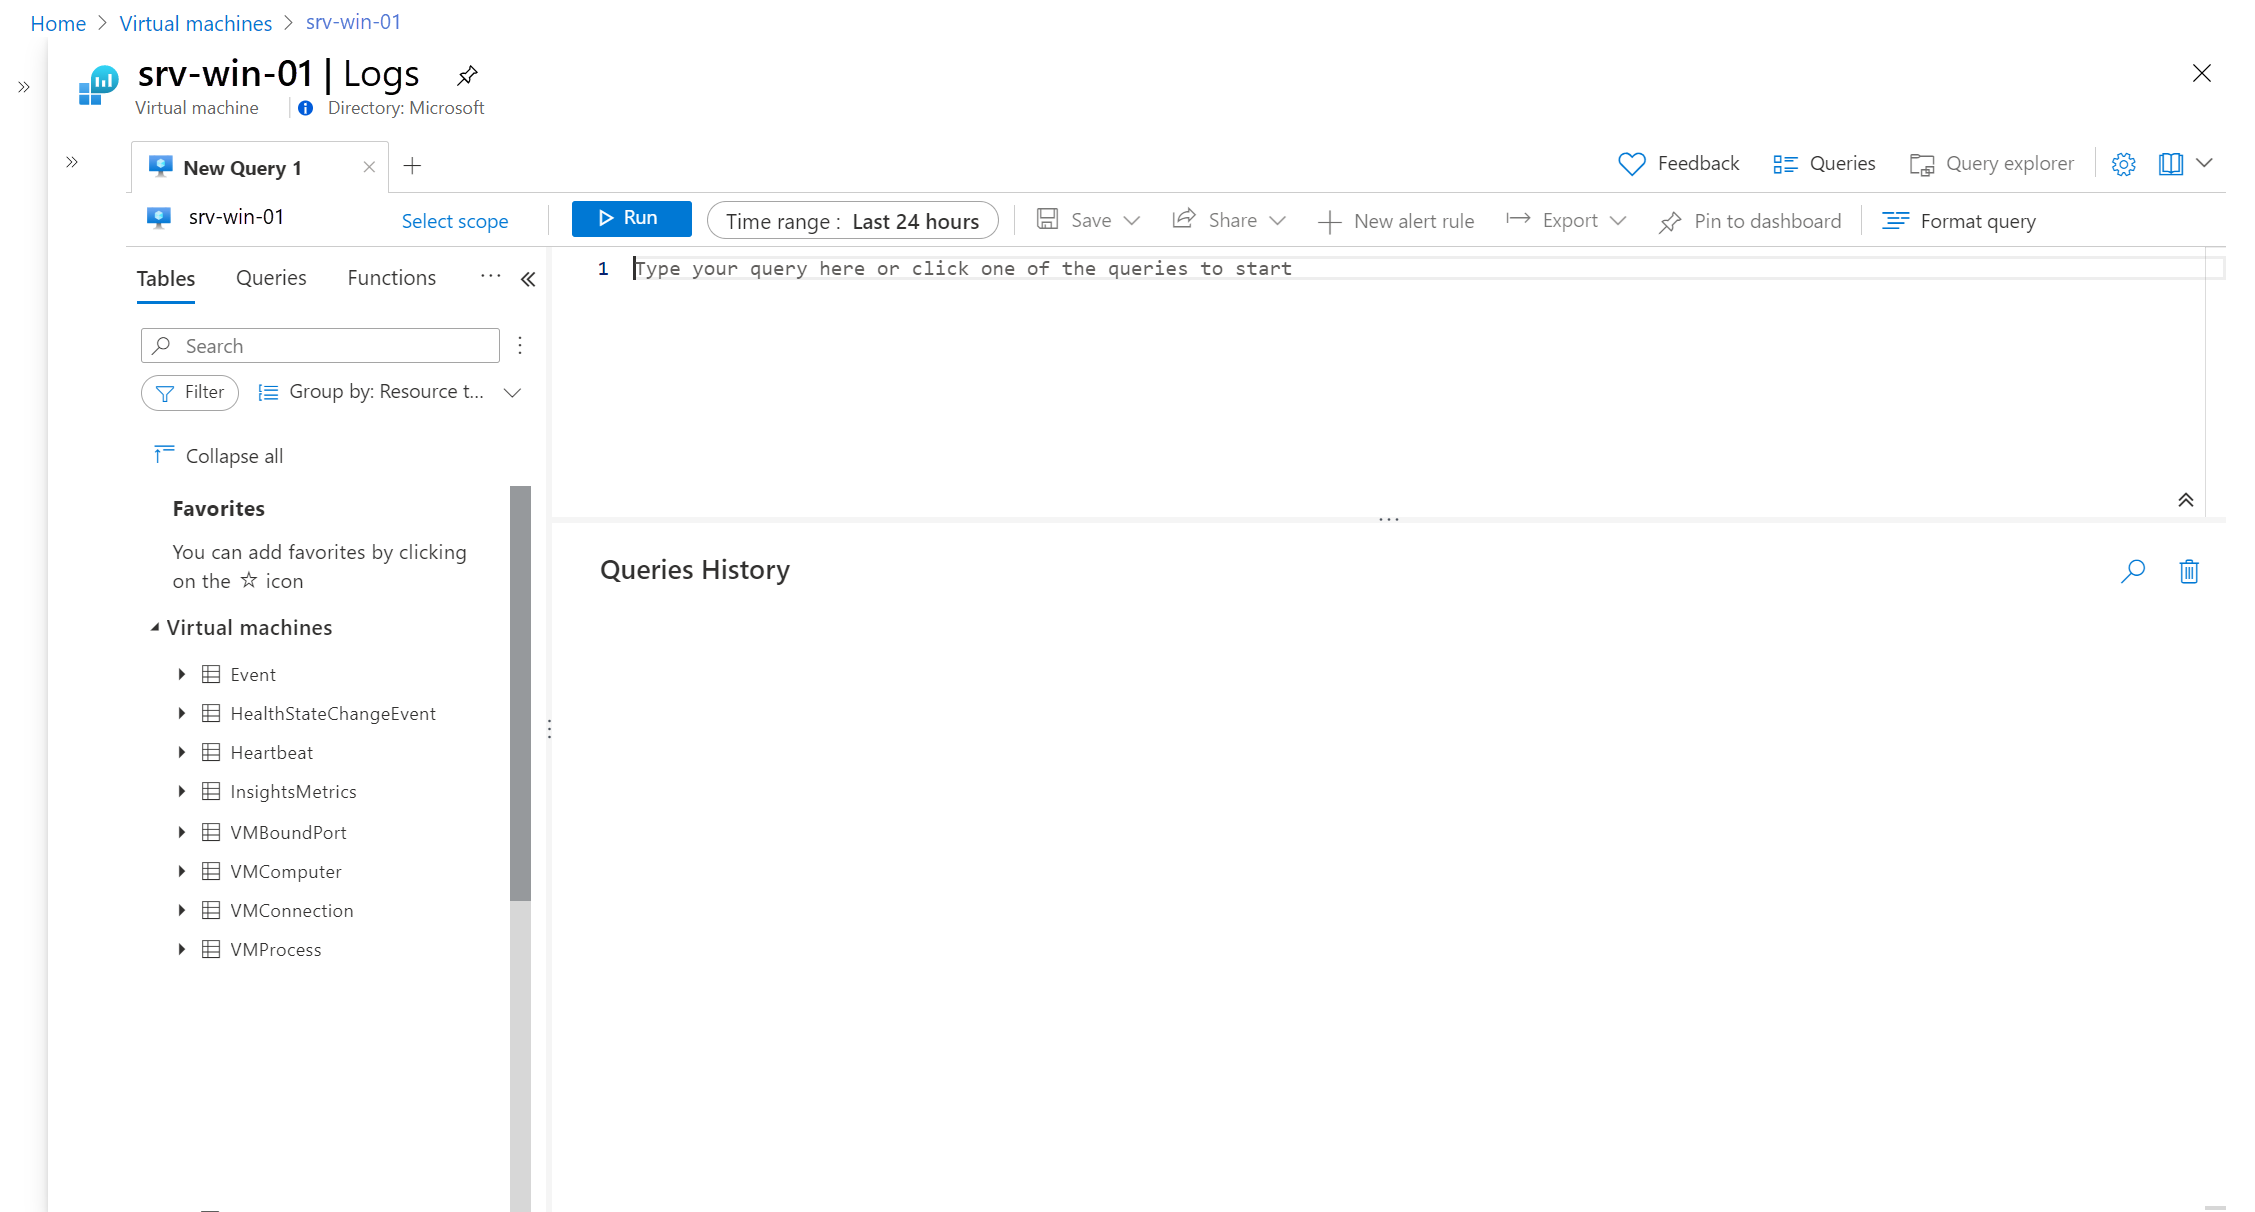 Home > Virtual machines > srv-win-01
srv-win-01 | Logs
Virtual machine
Directory: Microsoft
New Query 1
Feedback
Queries
Query explorer
srv-win-01
Select scope
Run
Time range : Last 24 hours
Save
Share
New alert rule
Export
Pin to dashboard
Format query
Tables
Queries
Functions
1
Type your query here or click one of the queries to start
Search
Filter
Group by: Resource t...
Collapse all
Favorites
You can add favorites by clicking
on the ☆ icon
Virtual machines
Event
HealthStateChangeEvent
Heartbeat
InsightsMetrics
VMBoundPort
VMComputer
VMConnection
VMProcess
Queries History